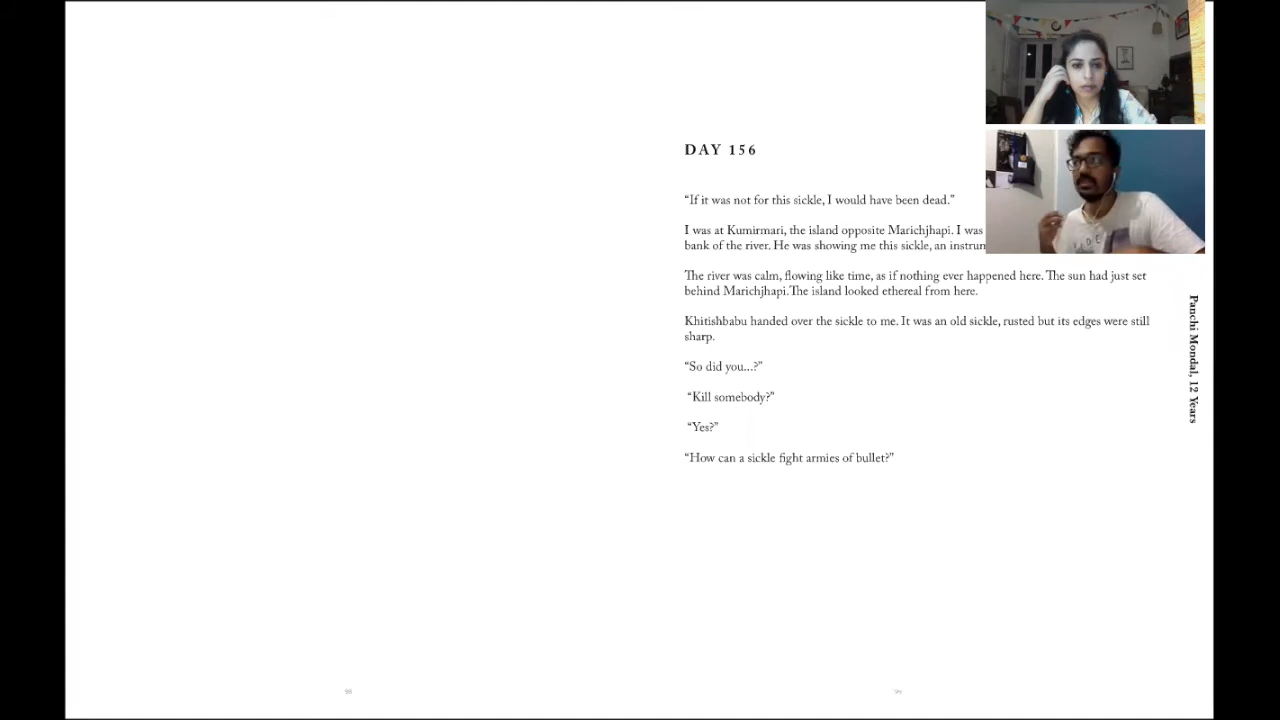 DAY 156
“If it was not for this sickle, I would have been dead.”
I was at Kumirmari, the island opposite Marichjhapi. I was
bank of the river. He was showing me this sickle, an
The river was calm, flowing like time, as if nothing ever happened here. The sun had just set
behind Marichjhapi.The island looked ethereal from here.
Khitishbabu handed over the sickle to me. It was an old sickle, rusted but its edges were still
sharp.
“So did you...?”
“Kill somebody?”
“Yes?”
“How can a sickle fight armies of bullet?”
Panchi Mondal, 12 Years